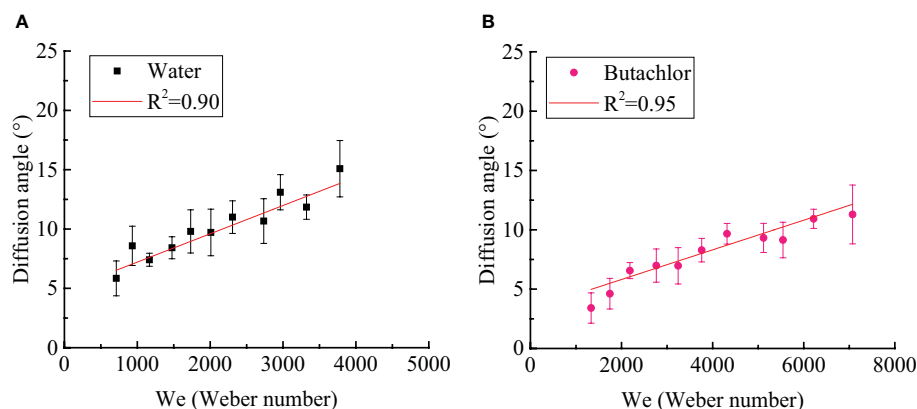 A
25
20
15
10
5
0
Diffusion angle (°)
Water
R²=0.90
0 1000 2000 3000 4000 5000
We (Weber number)
B
25
20
15
10
5
0
Diffusion angle (°)
Butachlor
R²=0.95
0 2000 4000 6000 8000
We (Weber number)